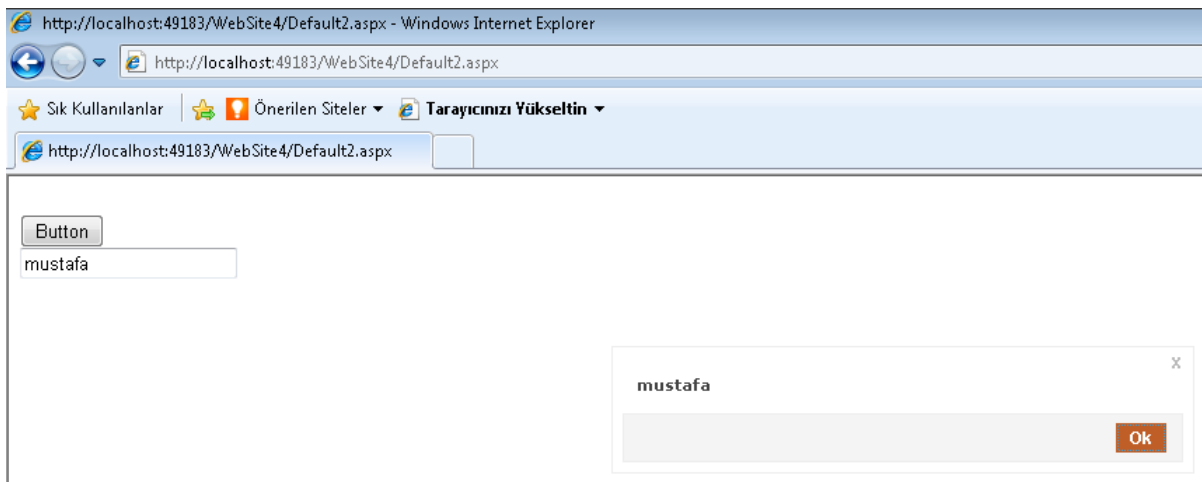 http://localhost:49183/WebSite4/Default2.aspx - Windows Internet Explorer
http://localhost:49183/WebSite4/Default2.aspx
Sık Kullanılanlar Önerilen Siteler Tarayıcınızı Yükseltin
http://localhost:49183/WebSite4/Default2.aspx
Button
mustafa
x
mustafa
Ok